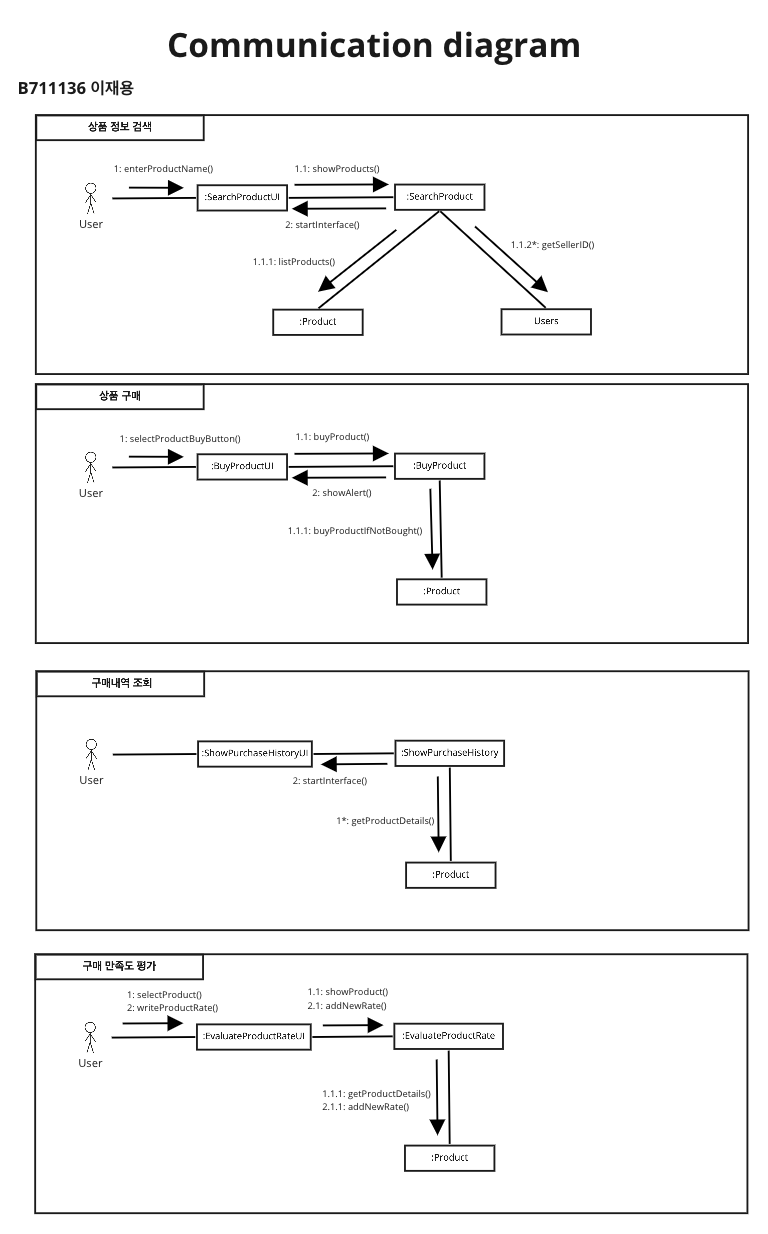 Communication diagram
B711136 이재용
상품 정보 검색
1: enterProductName()
1.1: showProducts()
:SearchProductUI
:SearchProduct
User
2: startInterface()
1.1.2*: getSellerID()
1.1.1: listProducts()
:Product
Users
상품 구매
1: selectProductBuyButton()
1.1: buyProduct()
:BuyProductUI
:BuyProduct
User
2: showAlert()
1.1.1: buyProductIfNotBought()
:Product
구매내역 조회
:ShowPurchaseHistoryUI
:ShowPurchaseHistory
User
2: startInterface()
1*: getProductDetails()
:Product
구매 만족도 평가
1: selectProduct()
2: writeProductRate()
1.1: showProduct()
2.1: addNewRate()
:EvaluateProductRateUI
:EvaluateProductRate
User
1.1.1: getProductDetails()
2.1.1: addNewRate()
:Product